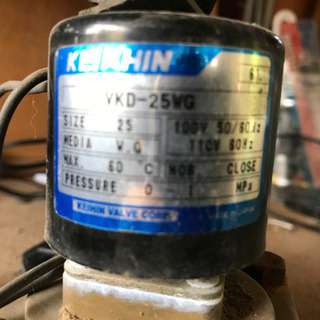 KEIHIN
VKD-25WG
SIZE 25 100V 50/60Hz
MEDIA W.G 110V 60Hz
MAX. 60 °C NOR. CLOSE
PRESSURE 0 - 1 MPa
KEIHIN VALVE CORP.